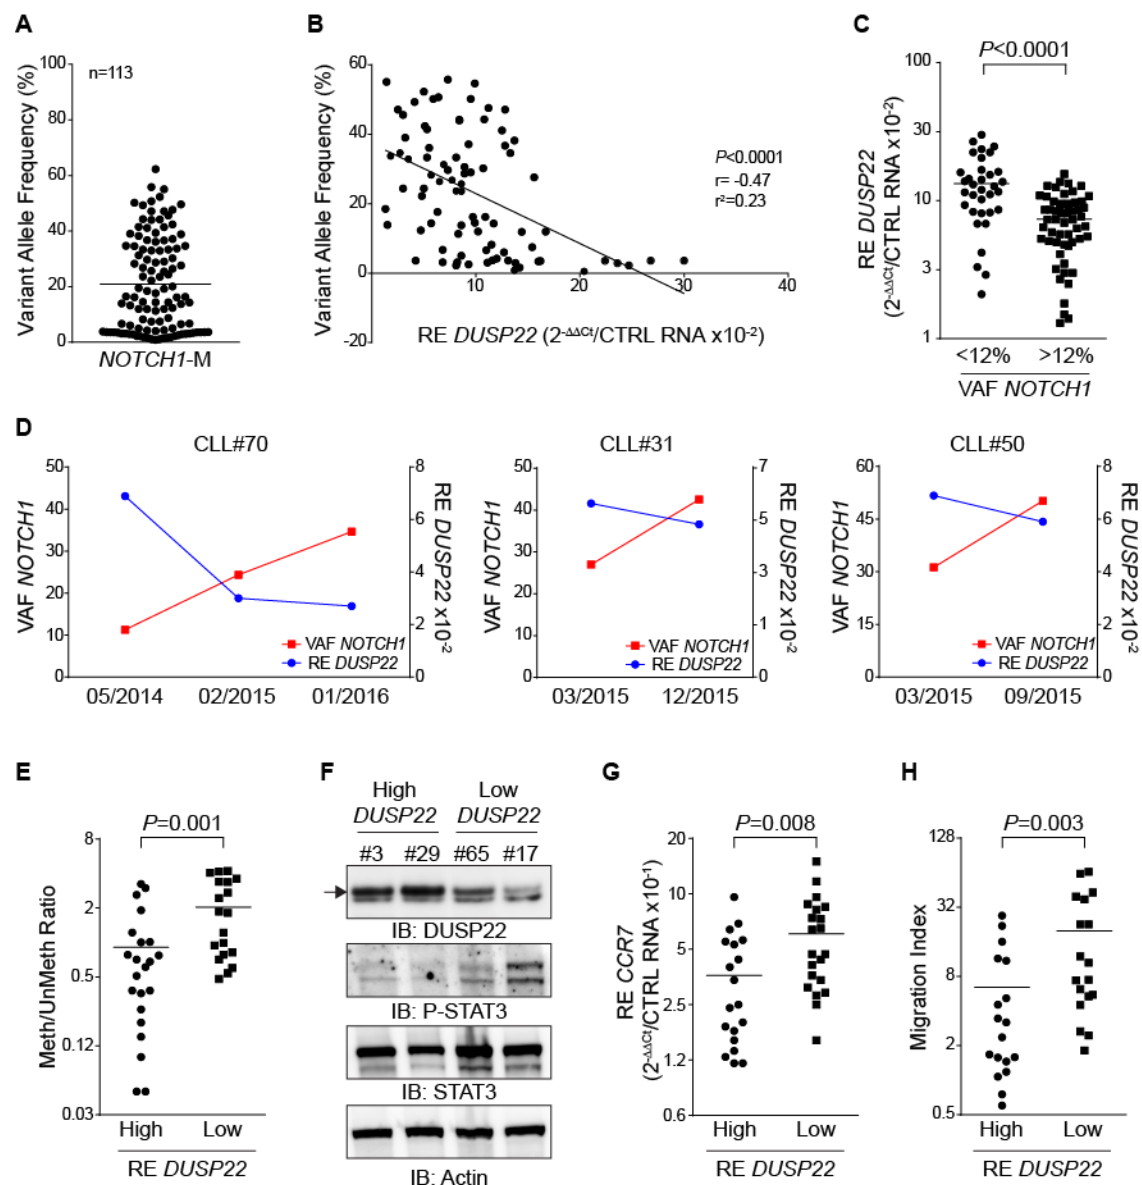 A
Variant Allele Frequency (%)
100
80
60
40
20
0
n=113
NOTCH1-M
B
Variant Allele Frequency (%)
60
40
20
0
-20
10
20
30
40
P<0.0001
r= -0.47
r²=0.23
RE DUSP22 (2-ΔΔCt/CTRL RNA x10-2)
C
P<0.0001
RE DUSP22
(2-ΔΔCt/CTRL RNA x10-2)
100
30
10
3
1
<12%
>12%
VAF NOTCH1
D
CLL#70
VAF NOTCH1
50
40
30
20
10
0
8
6
4
2
0
RE DUSP22 x10-2
VAF NOTCH1
RE DUSP22
05/2014
02/2015
01/2016
CLL#31
VAF NOTCH1
50
40
30
20
10
0
7
5
3
1
0
RE DUSP22 x10-2
VAF NOTCH1
RE DUSP22
03/2015
12/2015
CLL#50
VAF NOTCH1
60
45
30
15
0
8
6
4
2
0
RE DUSP22 x10-2
VAF NOTCH1
RE DUSP22
03/2015
09/2015
E
P=0.001
Meth/UnMeth Ratio
8
2
0.5
0.12
0.03
High
Low
RE DUSP22
F
High
DUSP22
Low
DUSP22
#3
#29
#65
#17
IB: DUSP22
IB: P-STAT3
IB: STAT3
IB: Actin
G
P=0.008
RE CCR7
(2-ΔΔCt/CTRL RNA x10-1)
20
10
5
2.5
1.2
0.6
High
Low
RE DUSP22
H
P=0.003
Migration Index
128
32
8
2
0.5
High
Low
RE DUSP22